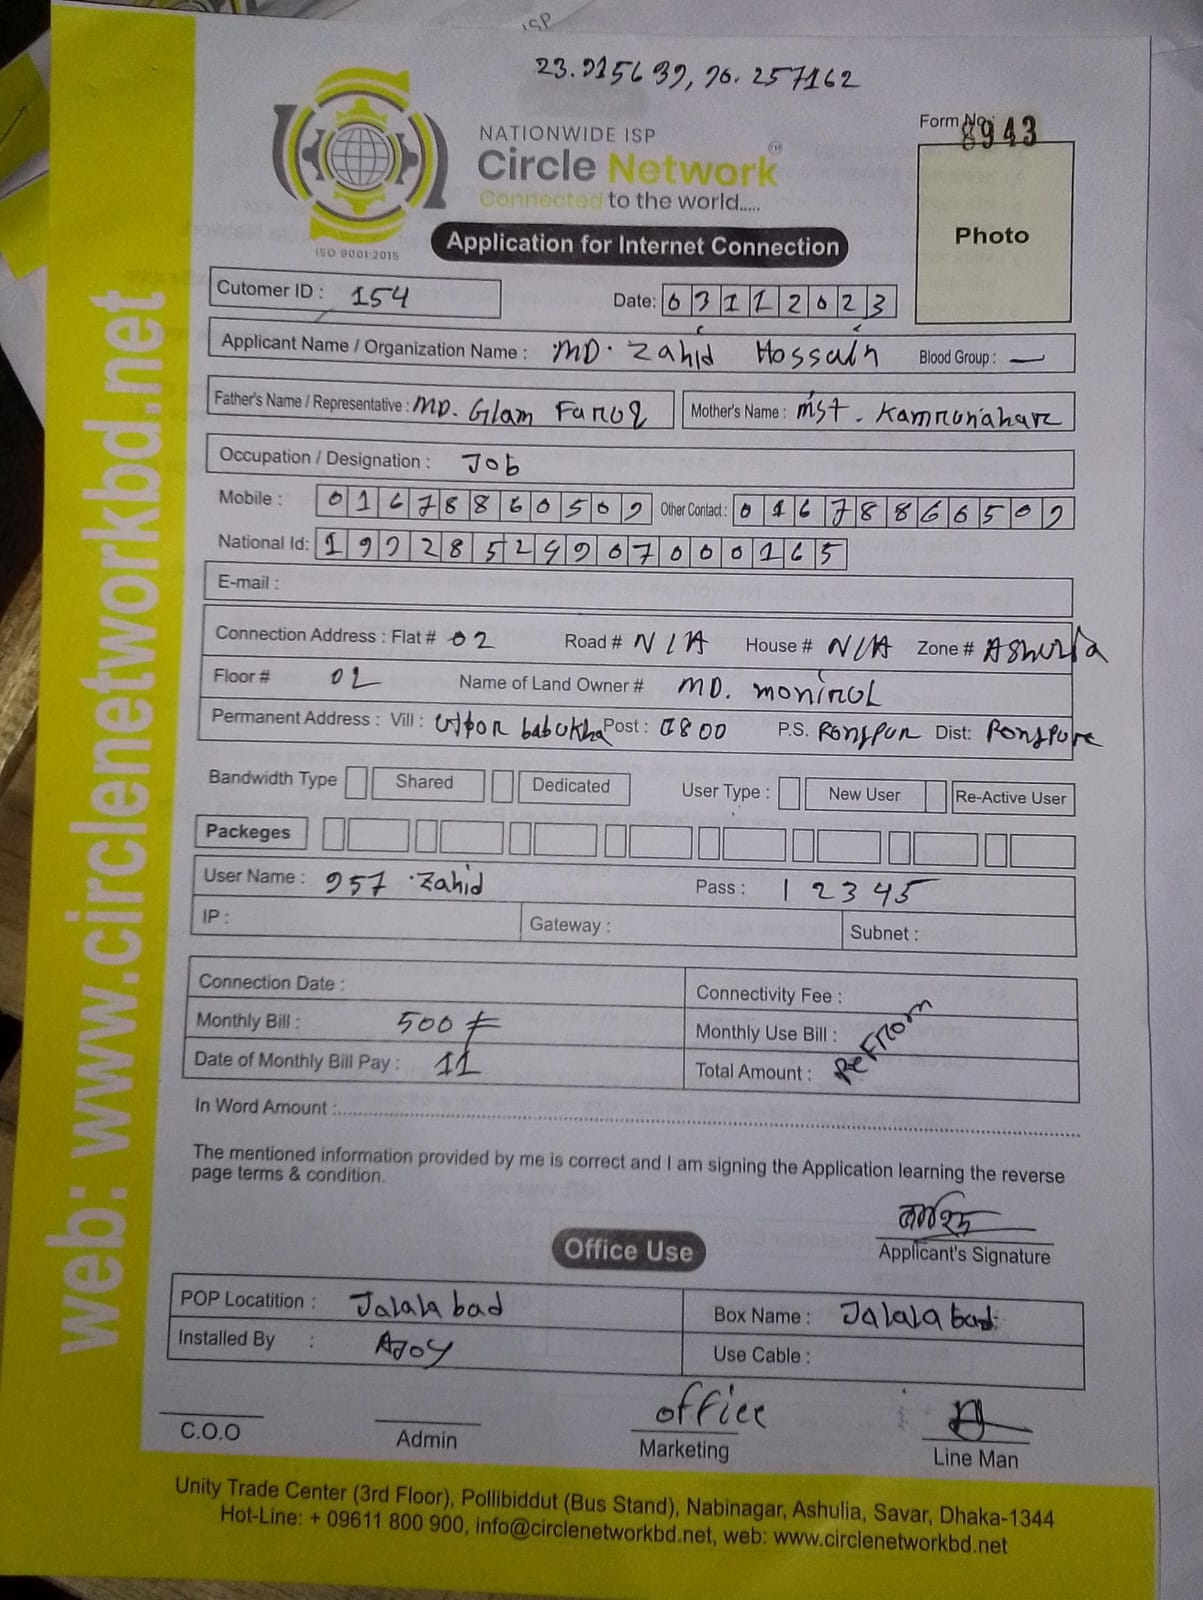 ISP
23.915639, 90.257162
NATIONWIDE ISP
Circle Network
Connected to the world.....
ISO 9001:2015
Form No: 8943
Photo
Application for Internet Connection
Cutomer ID : 154
Date: 03112023
Applicant Name / Organization Name : MD. Zahid Hossain Blood Group : —
Father's Name / Representative : MD. Glam Faroq Mother's Name : mst. Kamrunahar
Occupation / Designation : Job
Mobile : 01678860509 Other Contact : 01678866509
National Id: 19928524907000165
E-mail :
Connection Address : Flat # 02 Road # N/A House # N/A Zone # Ashulia
Floor # 02 Name of Land Owner # MD. monirul
Permanent Address : Vill : babukha Post : P.S. Rongpur Dist: Rongpure
Bandwidth Type Shared Dedicated User Type : New User Re-Active User
Packeges
User Name : 957.Zahid Pass : 12345
IP : Gateway : Subnet :
Connection Date : Connectivity Fee :
Monthly Bill : 500 Monthly Use Bill :
Date of Monthly Bill Pay : 11 Total Amount : ReFrom
In Word Amount :
The mentioned information provided by me is correct and I am signing the Application learning the reverse
page terms & condition.
জাহিদ
Applicant's Signature
Office Use
POP Locatition : Jalalabad Box Name : Jalalabad
Installed By : AJoy Use Cable :
office
C.O.O Admin Marketing Line Man
Unity Trade Center (3rd Floor), Pollibiddut (Bus Stand), Nabinagar, Ashulia, Savar, Dhaka-1344
Hot-Line: + 09611 800 900, info@circlenetworkbd.net, web: www.circlenetworkbd.net
web: www.circlenetworkbd.net